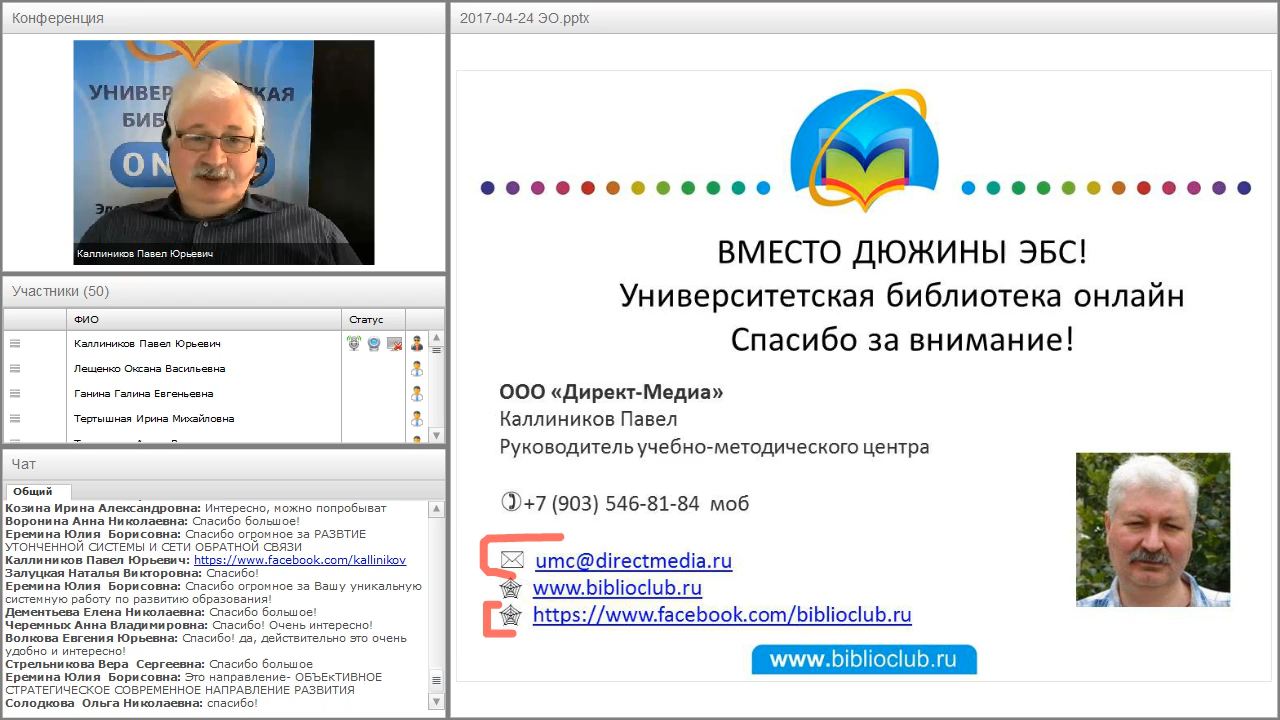 Конференция
УНИВЕР СКАЯ
БИБ
Каллиников Павел Юрьевич
Участники (50)
ФИО Статус
Каллиников Павел Юрьевич
Лещенко Оксана Васильевна
Ганина Галина Евгеньевна
Тертышная Ирина Михайловна
Чат
Общий
Козина Ирина Александровна: Интересно, можно попробыват
Воронина Анна Николаевна: Спасибо большое!
Еремина Юлия Борисовна: Спасибо огромное за РАЗВТИЕ
УТОНЧЕННОЙ СИСТЕМЫ И СЕТИ ОБРАТНОЙ СВЯЗИ
Каллиников Павел Юрьевич: https://www.facebook.com/kallinikov
Залуцкая Наталья Викторовна: Спасибо!
Еремина Юлия Борисовна: Спасибо огромное за Вашу уникальную
системную работу по развитию образования!
Дементьева Елена Николаевна: Спасибо большое!
Черемных Анна Владимировна: Спасибо! Очень интересно!
Волкова Евгения Юрьевна: Спасибо! да, действительно это очень
удобно и интересно!
Стрельникова Вера Сергеевна: Спасибо большое
Еремина Юлия Борисовна: Это направление- ОБЪЕКТИВНОЕ
СТРАТЕГИЧЕСКОЕ СОВРЕМЕННОЕ НАПРАВЛЕНИЕ РАЗВИТИЯ
Солодкова Ольга Николаевна: спасибо!
2017-04-24 ЭО.pptx
ВМЕСТО ДЮЖИНЫ ЭБС!
Университетская библиотека онлайн
Спасибо за внимание!
ООО «Директ-Медиа»
Каллиников Павел
Руководитель учебно-методического центра
+7 (903) 546-81-84 моб
umc@directmedia.ru
www.biblioclub.ru
https://www.facebook.com/biblioclub.ru
www.biblioclub.ru